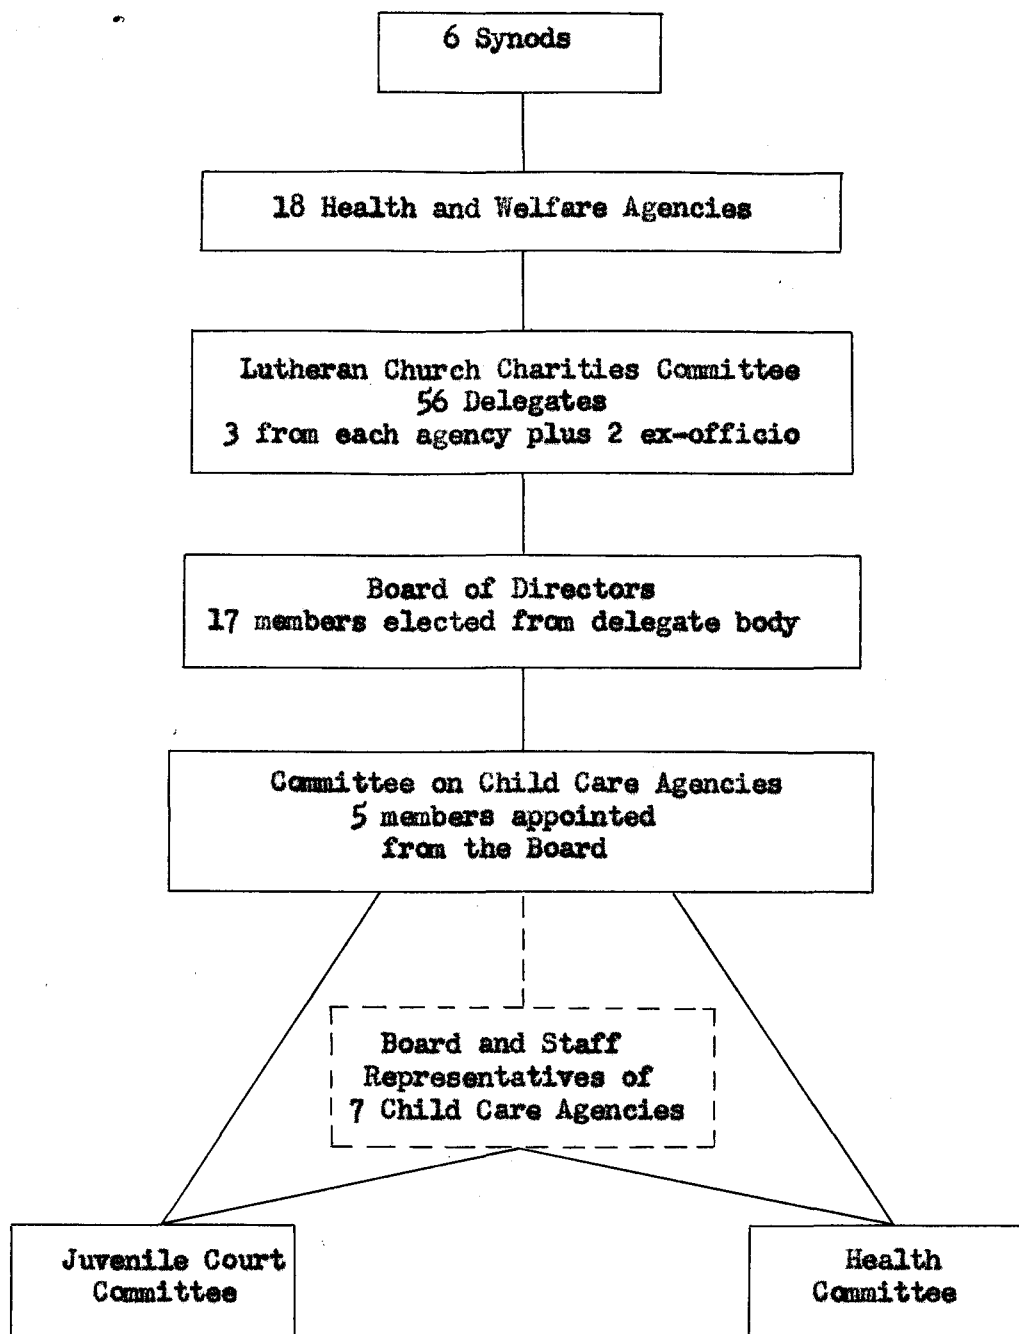 6 Synods
18 Health and Welfare Agencies
Lutheran Church Charities Committee
56 Delegates
3 from each agency plus 2 ex-officio
Board of Directors
17 members elected from delegate body
Committee on Child Care Agencies
5 members appointed
from the Board
Board and Staff
Representatives of
7 Child Care Agencies
Juvenile Court
Committee
Health
Committee